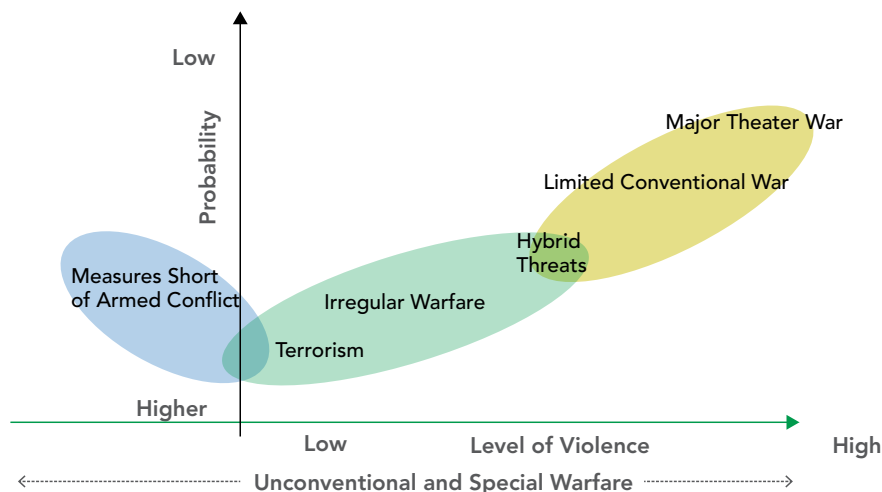 Low
Probability
Major Theater War
Limited Conventional War
Hybrid
Threats
Measures Short
of Armed Conflict
Irregular Warfare
Terrorism
Higher
Low
Level of Violence
High
Unconventional and Special Warfare